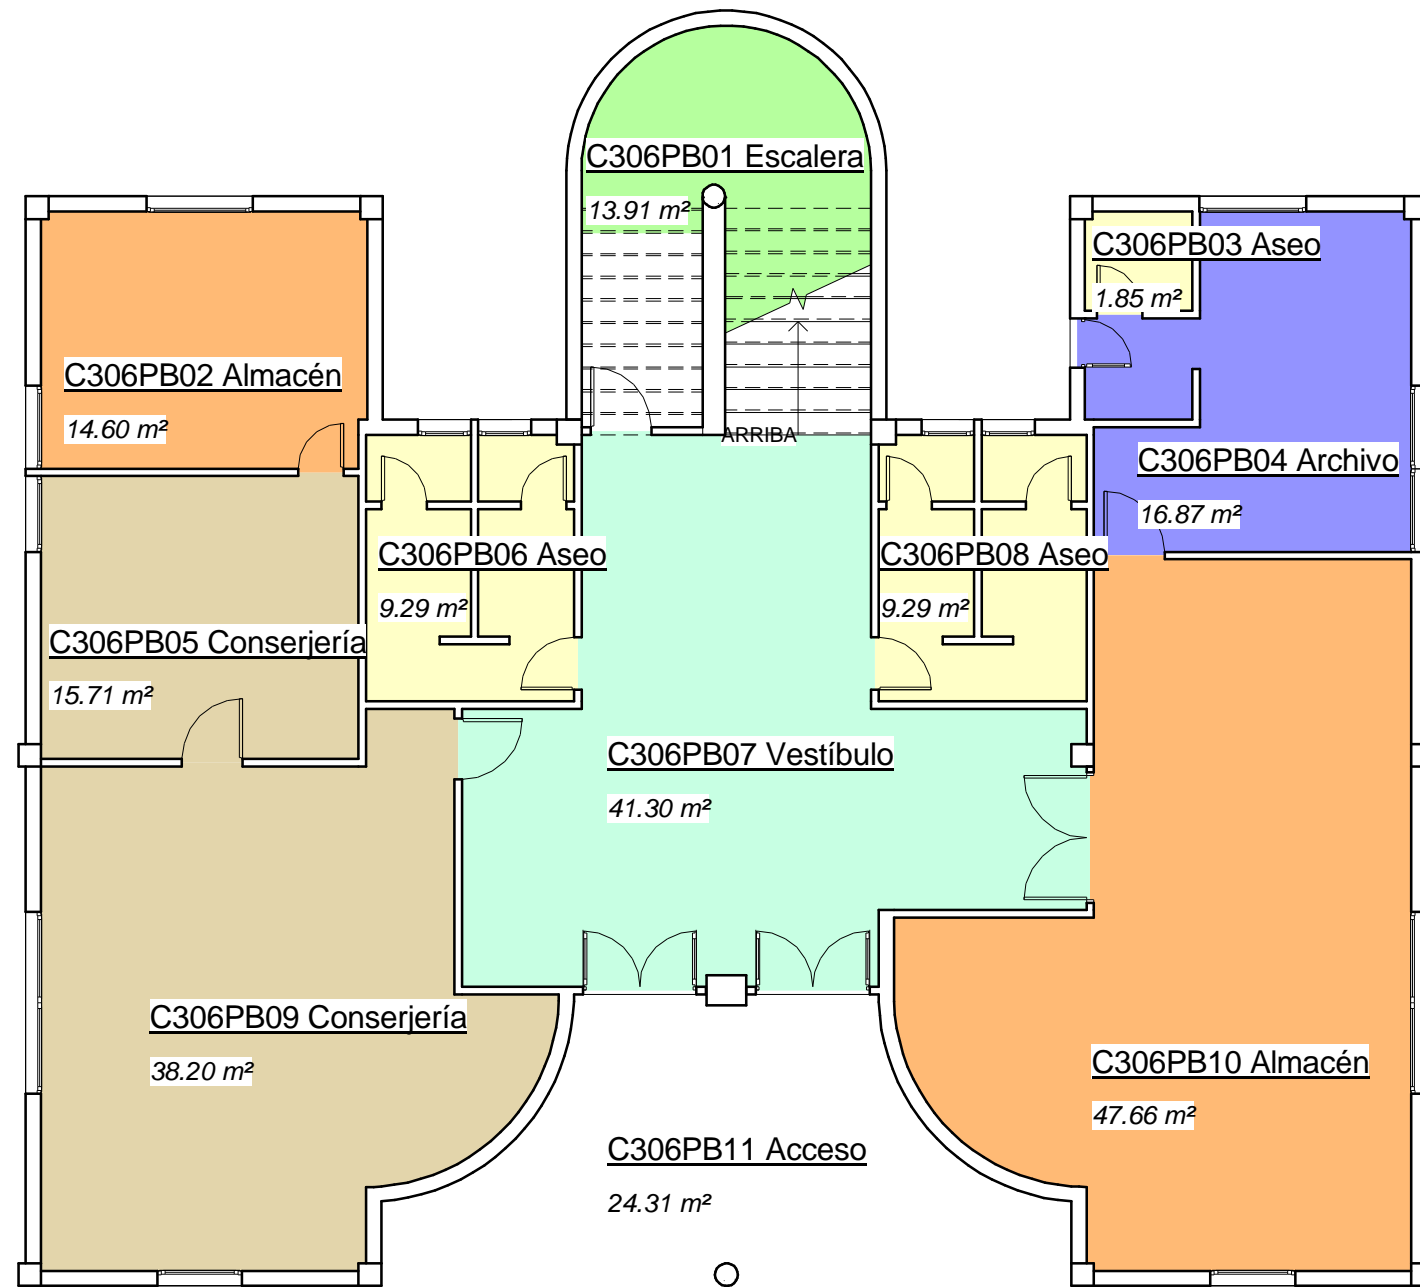 C306PB01 Escalera
13.91 m²
C306PB03 Aseo
1.85 m²
C306PB02 Almacén
14.60 m²
ARRIBA
C306PB04 Archivo
16.87 m²
C306PB06 Aseo
9.29 m²
C306PB08 Aseo
9.29 m²
C306PB05 Conserjería
15.71 m²
C306PB07 Vestíbulo
41.30 m²
C306PB09 Conserjería
38.20 m²
C306PB10 Almacén
47.66 m²
C306PB11 Acceso
24.31 m²